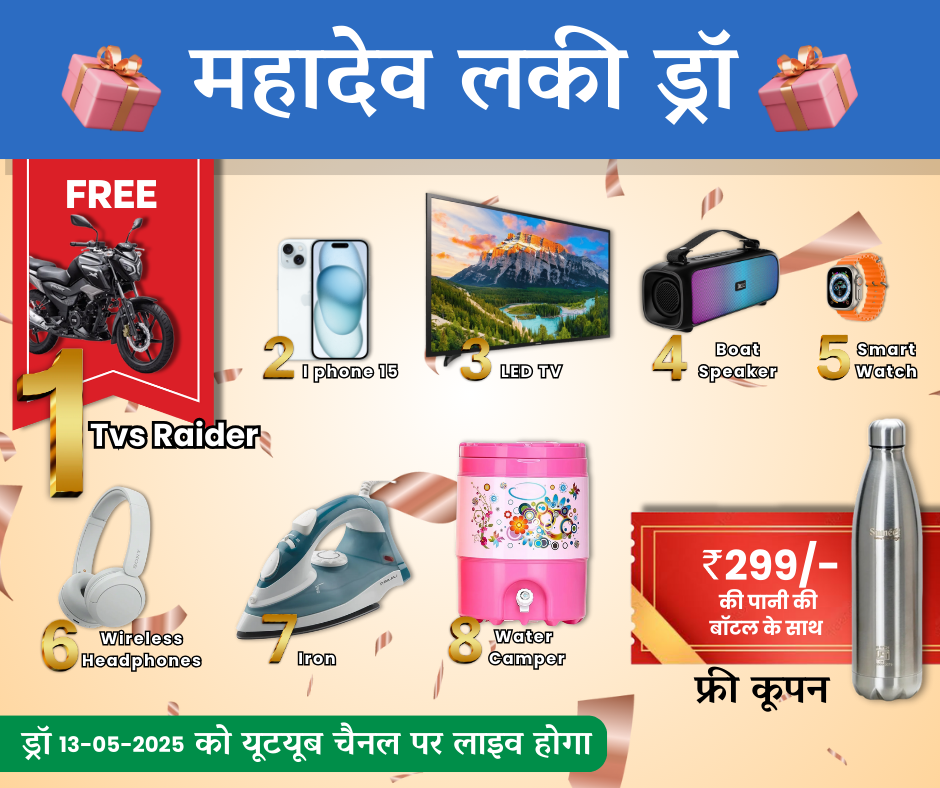 महादेव लकी ड्रॉ
FREE
1
Tvs Raider
2
I phone 15
3
LED TV
4
Boat
Speaker
5
Smart
Watch
6
Wireless
Headphones
7
Iron
8
Water
Camper
₹299/-
की पानी की
बॉटल के साथ
फ्री कूपन
ड्रॉ 13-05-2025 को यूटयूब चैनल पर लाइव होगा